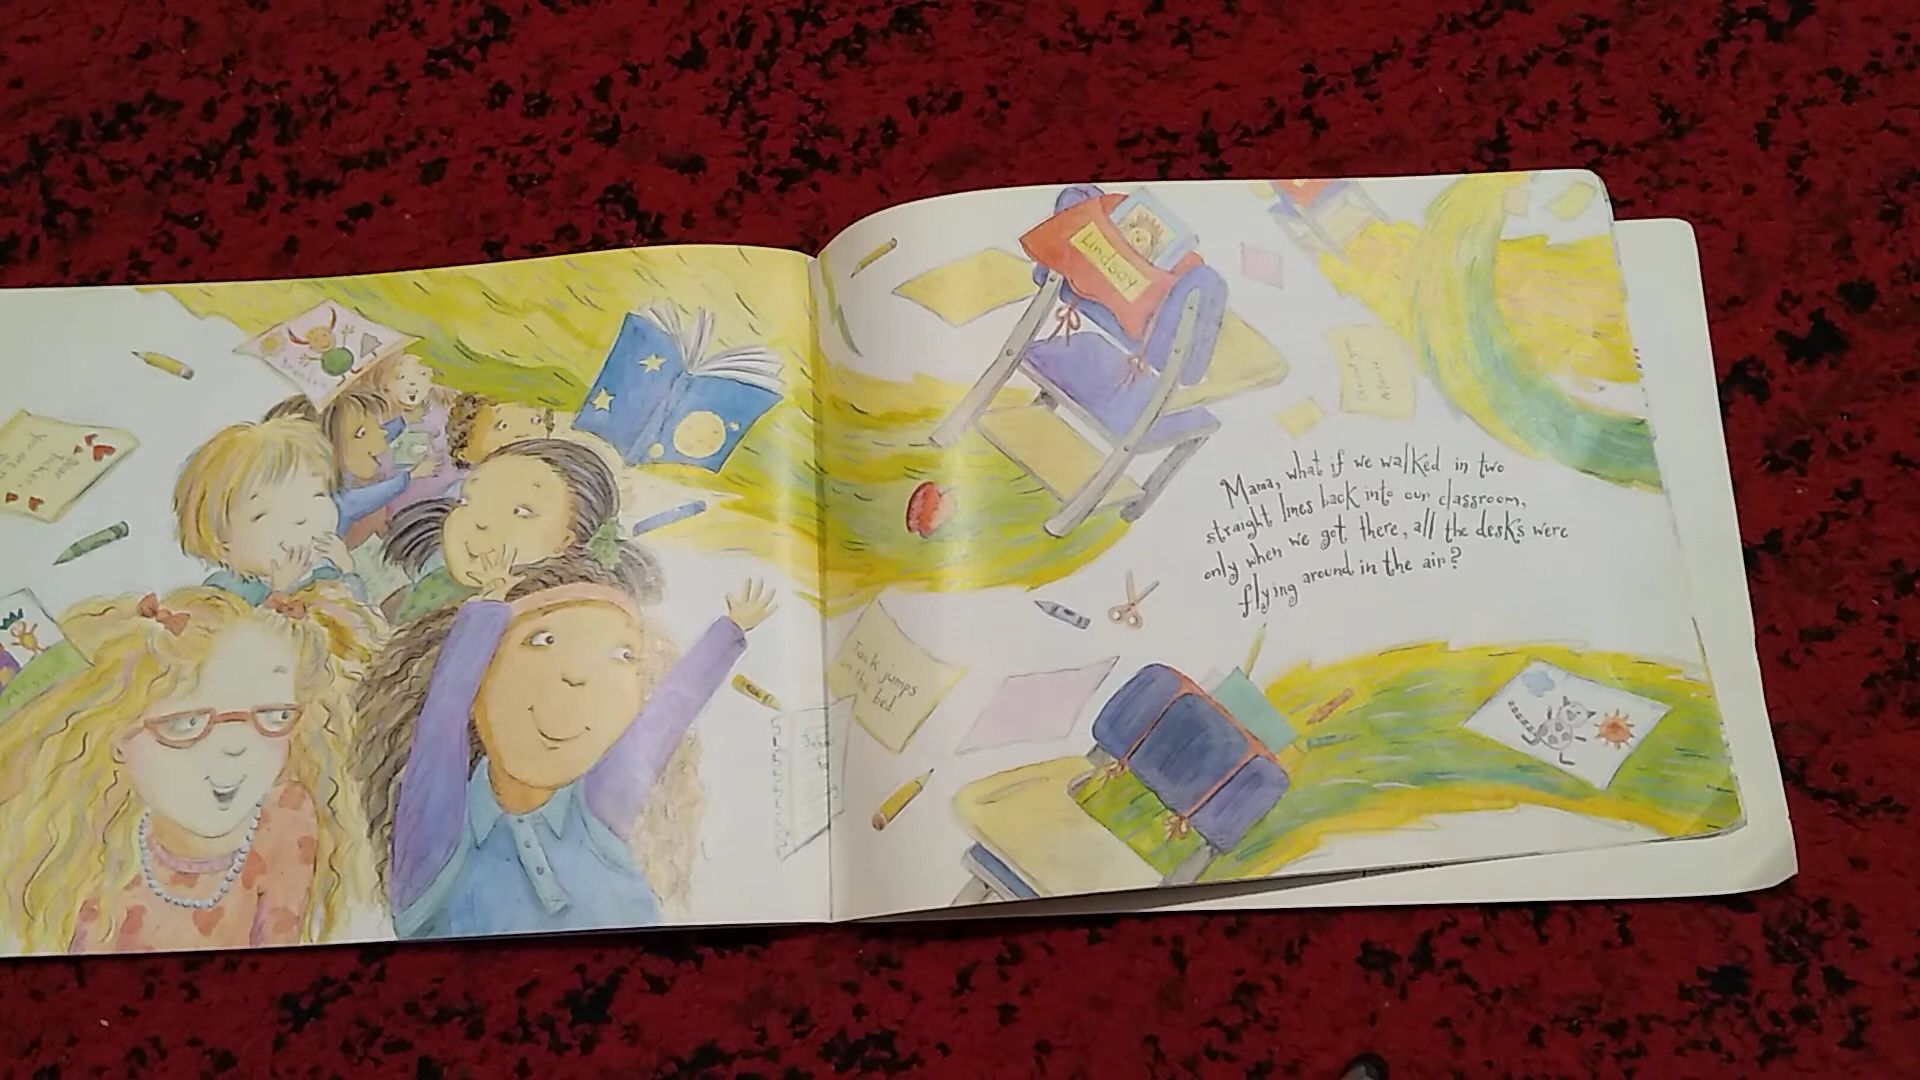 Lindsay
Mama, what if we walked in two
straight lines back into our classroom,
only when we got there, all the desks were
flying around in the air?
Jack jumps
on the bed.